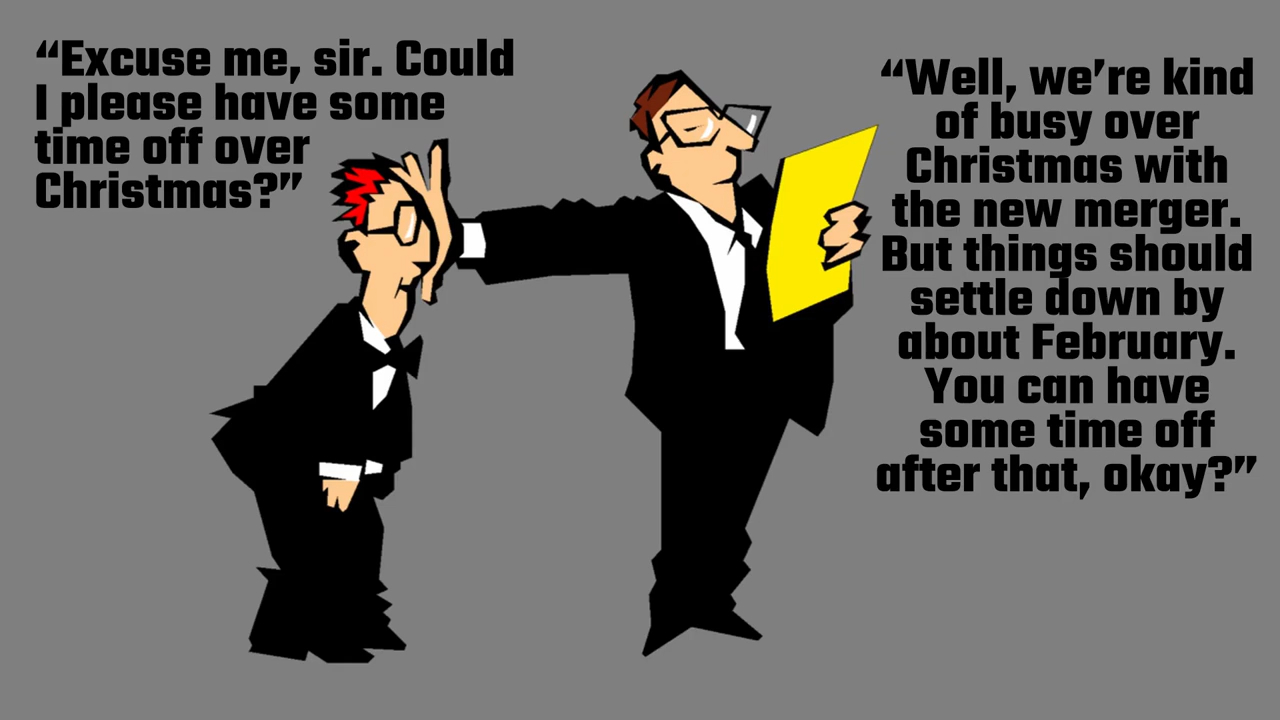 “Excuse me, sir. Could
I please have some
time off over
Christmas?”
“Well, we’re kind
of busy over
Christmas with
the new merger.
But things should
settle down by
about February.
You can have
some time off
after that, okay?”